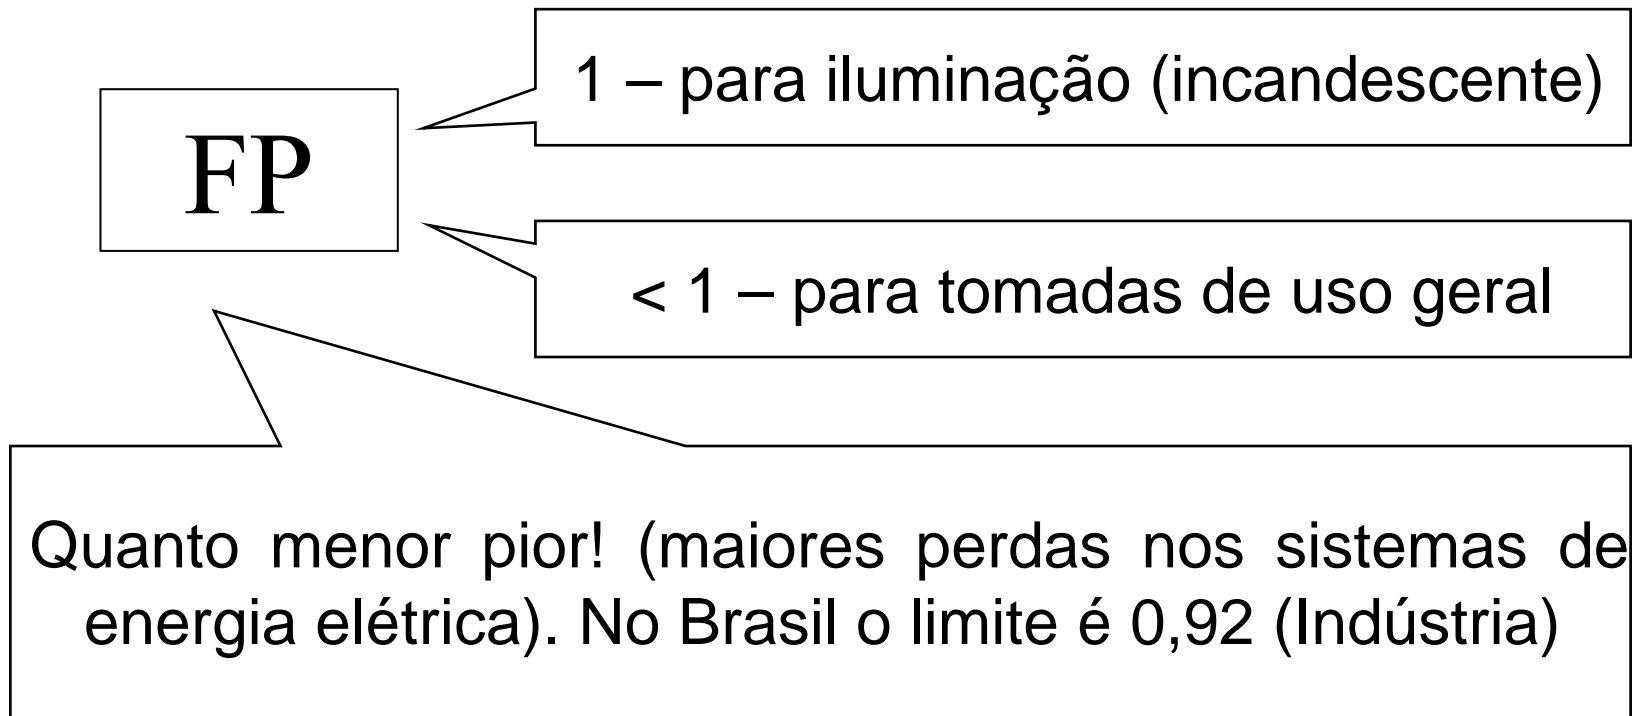 FP
1 – para iluminação (incandescente)
< 1 – para tomadas de uso geral
Quanto menor pior! (maiores perdas nos sistemas de
energia elétrica). No Brasil o limite é 0,92 (Indústria)